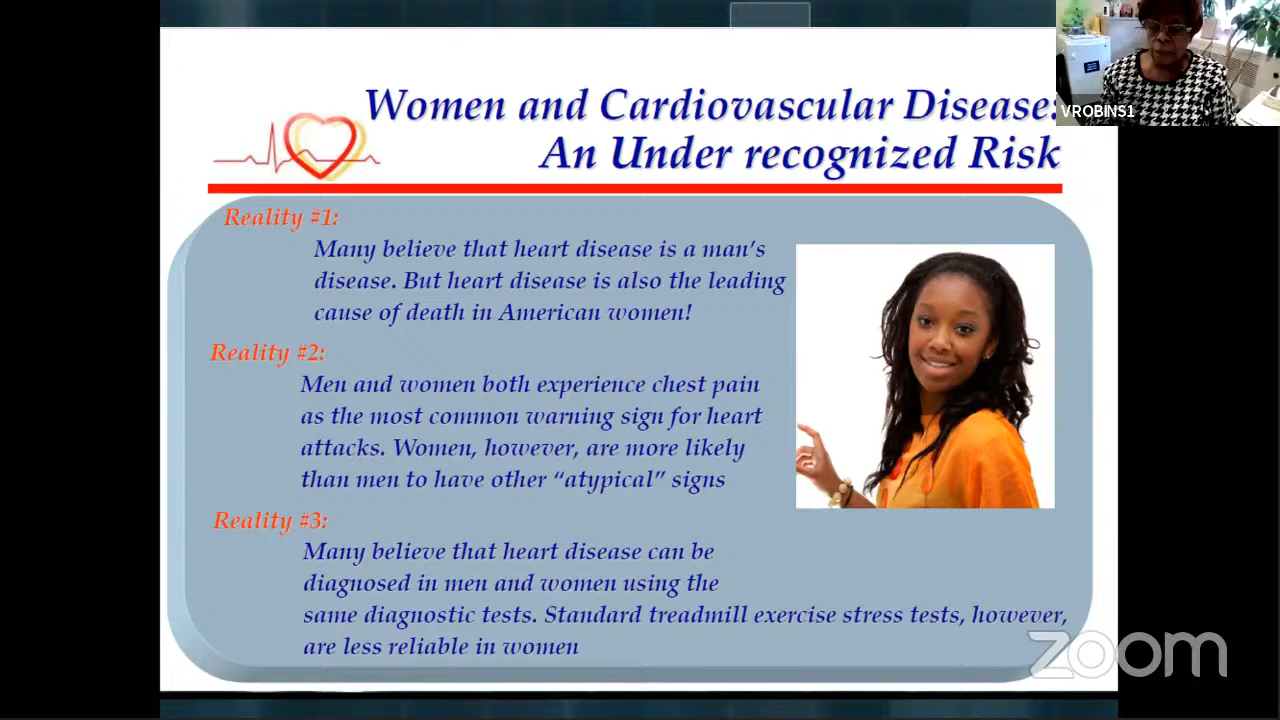 Women and Cardiovascular Disease:
An Under recognized Risk
VROBINS1
Reality #1:
Many believe that heart disease is a man's
disease. But heart disease is also the leading
cause of death in American women!
Reality #2:
Men and women both experience chest pain
as the most common warning sign for heart
attacks. Women, however, are more likely
than men to have other “atypical” signs
Reality #3:
Many believe that heart disease can be
diagnosed in men and women using the
same diagnostic tests. Standard treadmill exercise stress tests, however,
are less reliable in women
zoom